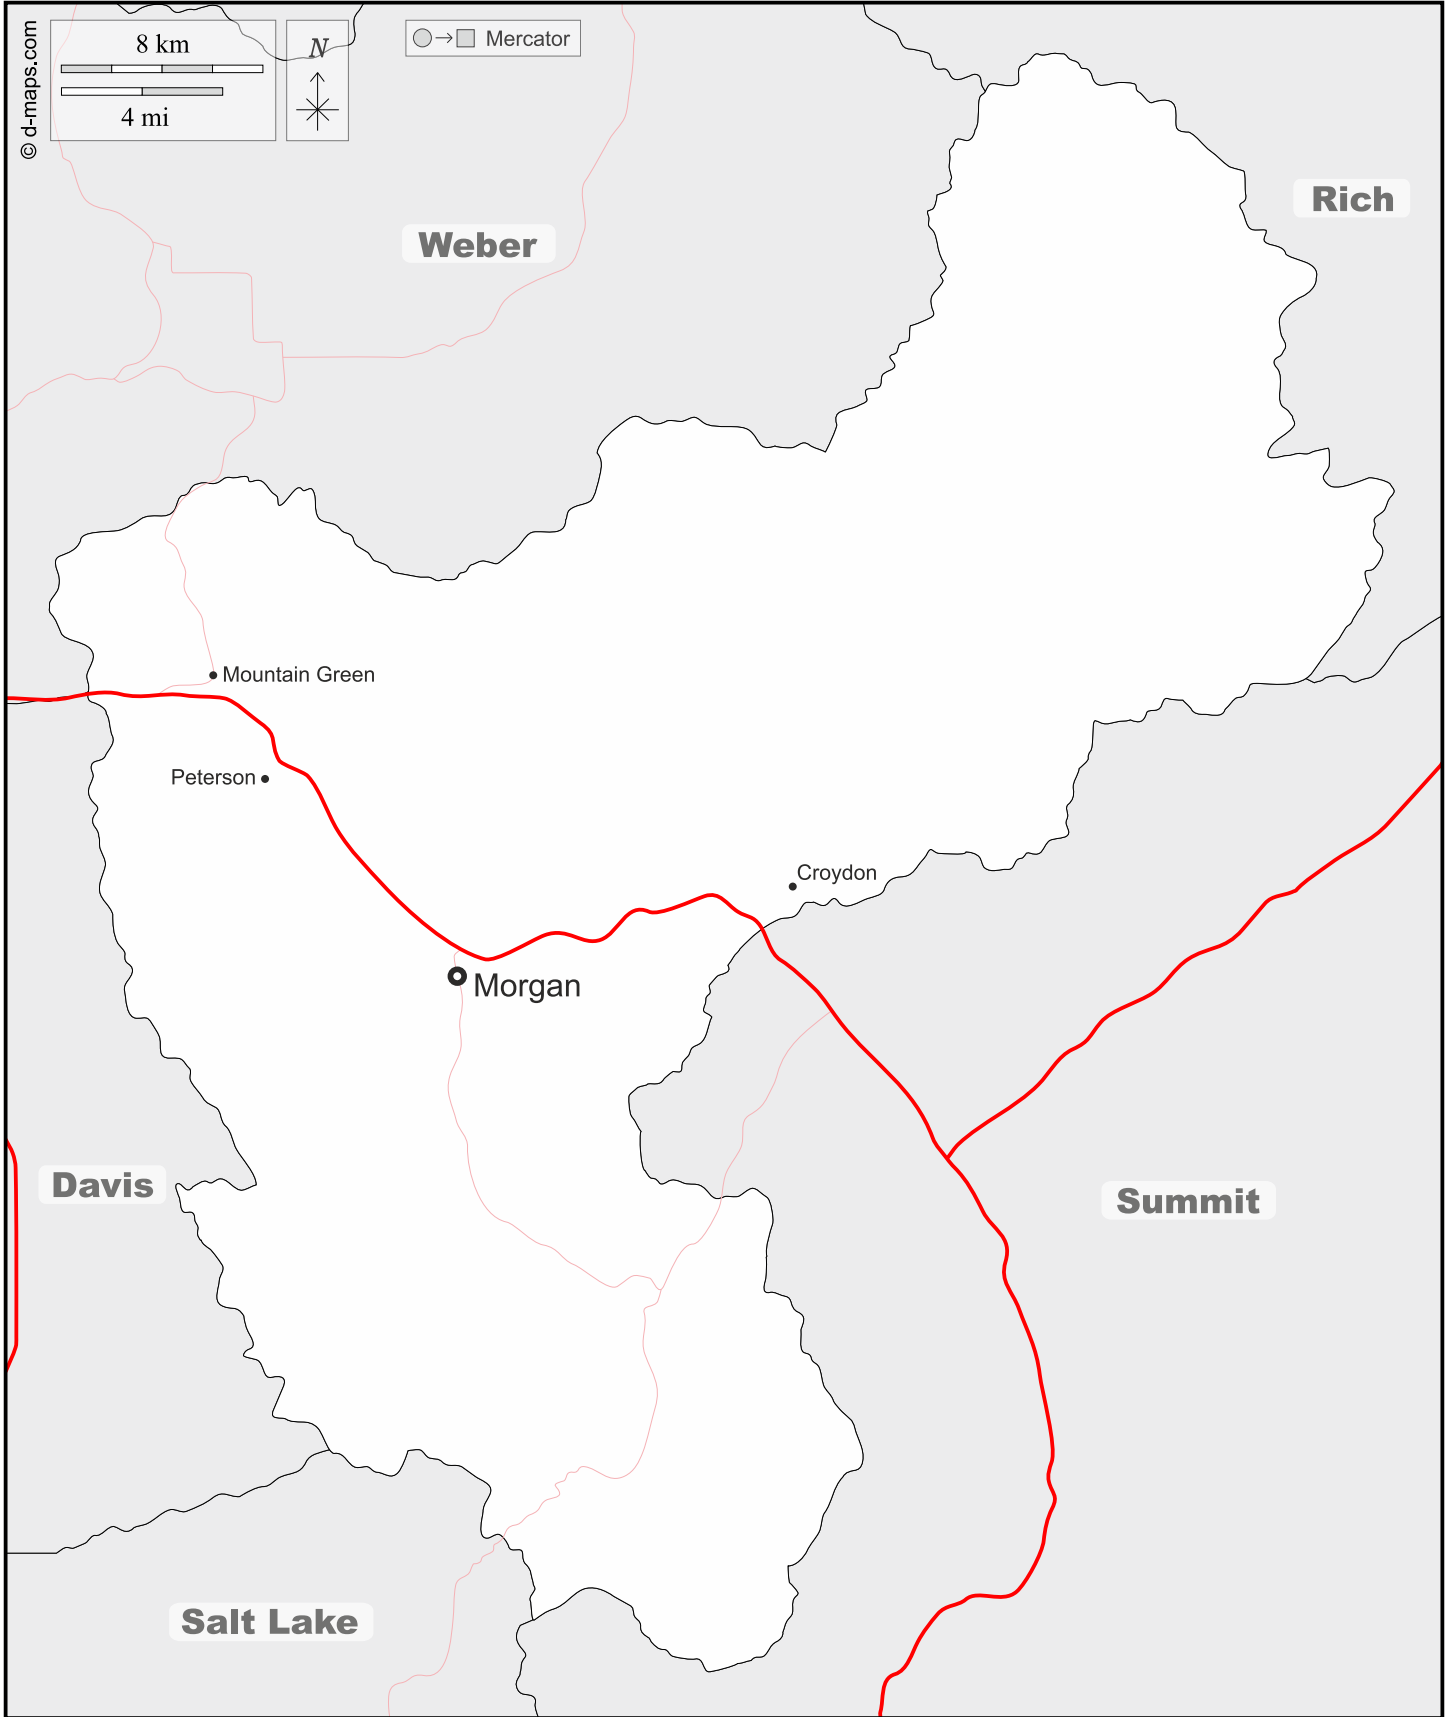 © d-maps.com
8 km
4 mi
N
Mercator
Rich
Weber
Mountain Green
Peterson
Croydon
Morgan
Davis
Summit
Salt Lake